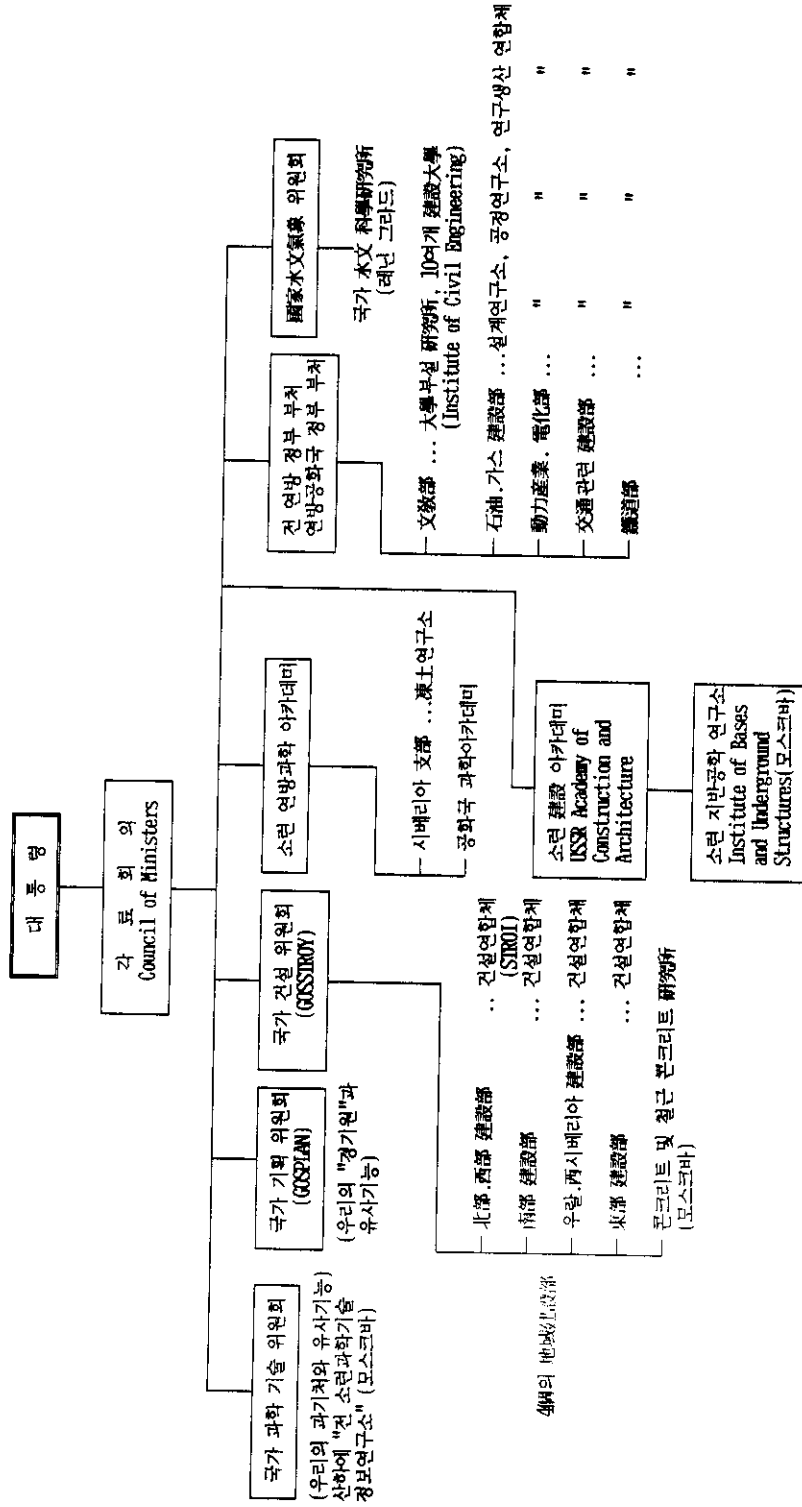 대 통 령
각 료 회 의
Council of Ministers
국가 과학 기술 위원회
(우리의 과기처와 유사기능)
산하에 "전 소련과학기술
정보연구소" (모스크바)
국가 기획 위원회
(GOSPLAN)
(우리의 "경기원"과
유사기능)
국가 건설 위원회
(GOSSTROY)
4個의 地域建設部
北部.西部 建設部 ... 건설연합체
(STROI)
南部 建設部 ... 건설연합체
우랄.西시베리아 建設部 ... 건설연합체
東部 建設部 ... 건설연합체
콘크리트 및 철근 콘크리트 研究所
(모스크바)
소련 연방과학 아카데미
시베리아 支部 ...凍土연구소
공화국 과학아카데미
소련 建設 아카데미
USSR Academy of
Construction and
Architecture
소련 지반공학 연구소
Institute of Bases
and Underground
Structures(모스크바)
전 연방 정부 부처
연방공화국 정부 부처
文敎部 ... 大學부설 硏究所, 10여개 建設大學
(Institute of Civil Engineering)
石油.가스 建設部 ...설계연구소, 공정연구소, 연구생산 연합체
動力産業. 電化部 ... " " "
交通관련 建設部 ... " " "
鐵道部 ... " " "
國家水文氣象 위원회
국가 水文 科學硏究所
(레닌 그라드)